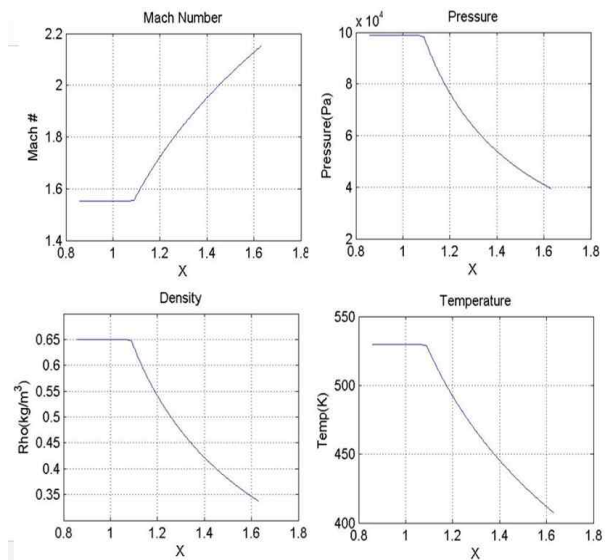 Mach Number
2.2
2
1.8
1.6
1.4
Mach #
0.8 1 1.2 1.4 1.6 1.8
X
Pressure
x 10^4
10
8
6
4
2
Pressure(Pa)
0.8 1 1.2 1.4 1.6 1.8
X
Density
0.65
0.6
0.55
0.5
0.45
0.4
0.35
Rho(kg/m³)
0.8 1 1.2 1.4 1.6 1.8
X
Temperature
550
500
450
400
Temp(K)
0.8 1 1.2 1.4 1.6 1.8
X